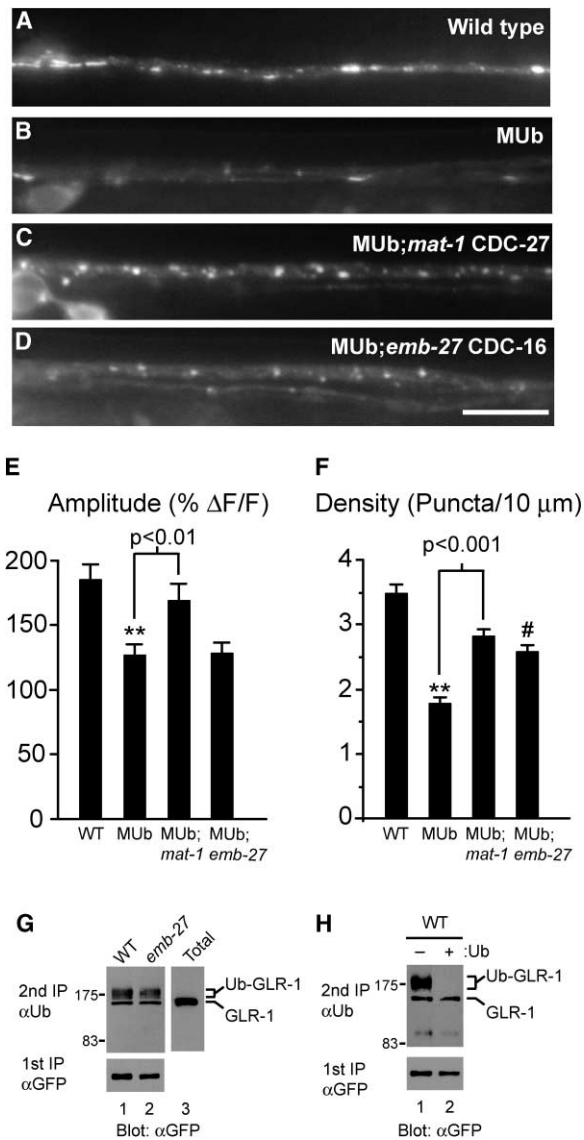 A
Wild type
B
MUb
C
MUb;mat-1 CDC-27
D
MUb;emb-27 CDC-16
E
Amplitude (% ΔF/F)
p<0.01
200
150
100
50
0
**
WT MUb MUb; MUb;
mat-1 emb-27
F
Density (Puncta/10 μm)
p<0.001
4
3
2
1
0
**
#
WT MUb MUb; MUb;
mat-1 emb-27
G
WT emb-27 Total
2nd IP
αUb
175
83
Ub-GLR-1
GLR-1
1st IP
αGFP
1 2 3
Blot: αGFP
H
WT
– + :Ub
2nd IP
αUb
175
83
Ub-GLR-1
GLR-1
1st IP
αGFP
1 2
Blot: αGFP